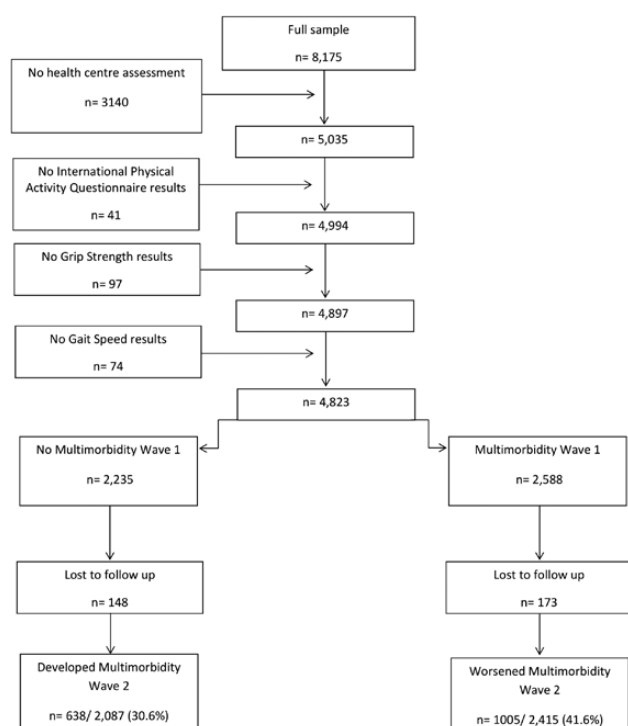 Full sample
n= 8,175
No health centre assessment
n= 3140
5,035
No International Physical
Activity Questionnaire results
n= 41
n= 4,994
No Grip Strength results
n= 97
n= 4,897
No Gait Speed results
n= 74
n= 4,823
No Multimorbidity Wave 1
n= 2,235
Multimorbidity Wave 1
n= 2,588
Lost to follow up
n= 148
Lost to follow up
n= 173
Developed Multimorbidity
Wave 2
n= 638/ 2,087 (30.6%)
Worsened Multimorbidity
Wave 2
n= 1005/ 2,415 (41.6%)